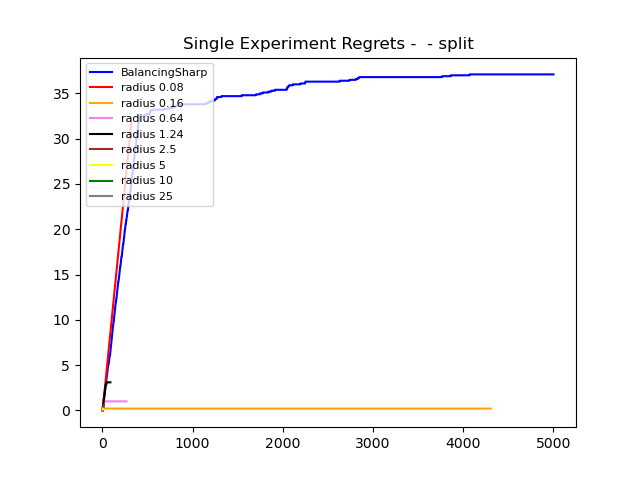 Single Experiment Regrets -  - split
BalancingSharp
radius 0.08
radius 0.16
radius 0.64
radius 1.24
radius 2.5
radius 5
radius 10
radius 25
35
30
25
20
15
10
5
0
0 1000 2000 3000 4000 5000